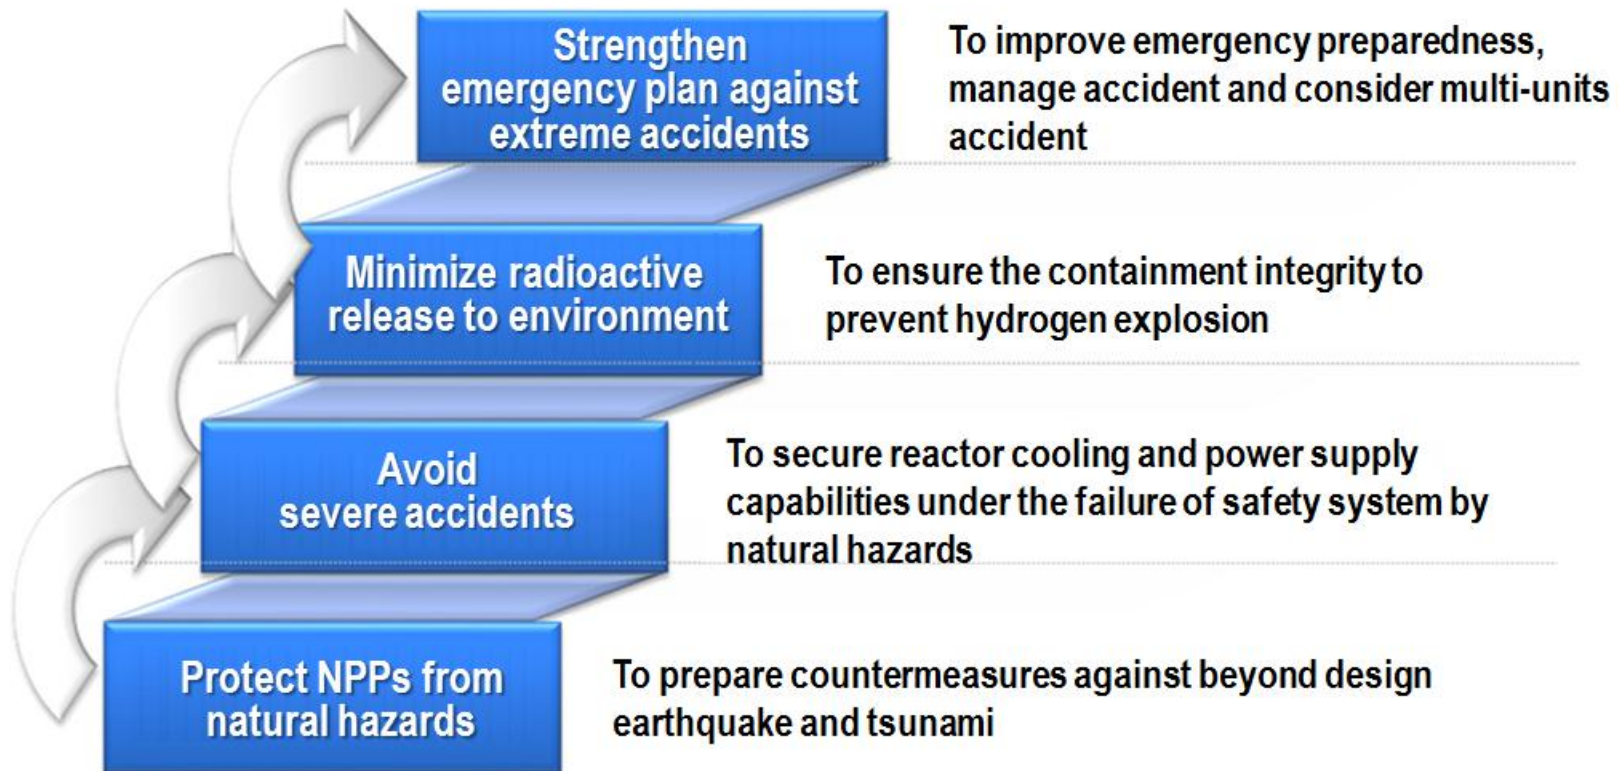 Strengthen
emergency plan against
extreme accidents
To improve emergency preparedness,
manage accident and consider multi-units
accident
Minimize radioactive
release to environment
To ensure the containment integrity to
prevent hydrogen explosion
Avoid
severe accidents
To secure reactor cooling and power supply
capabilities under the failure of safety system by
natural hazards
Protect NPPs from
natural hazards
To prepare countermeasures against beyond design
earthquake and tsunami